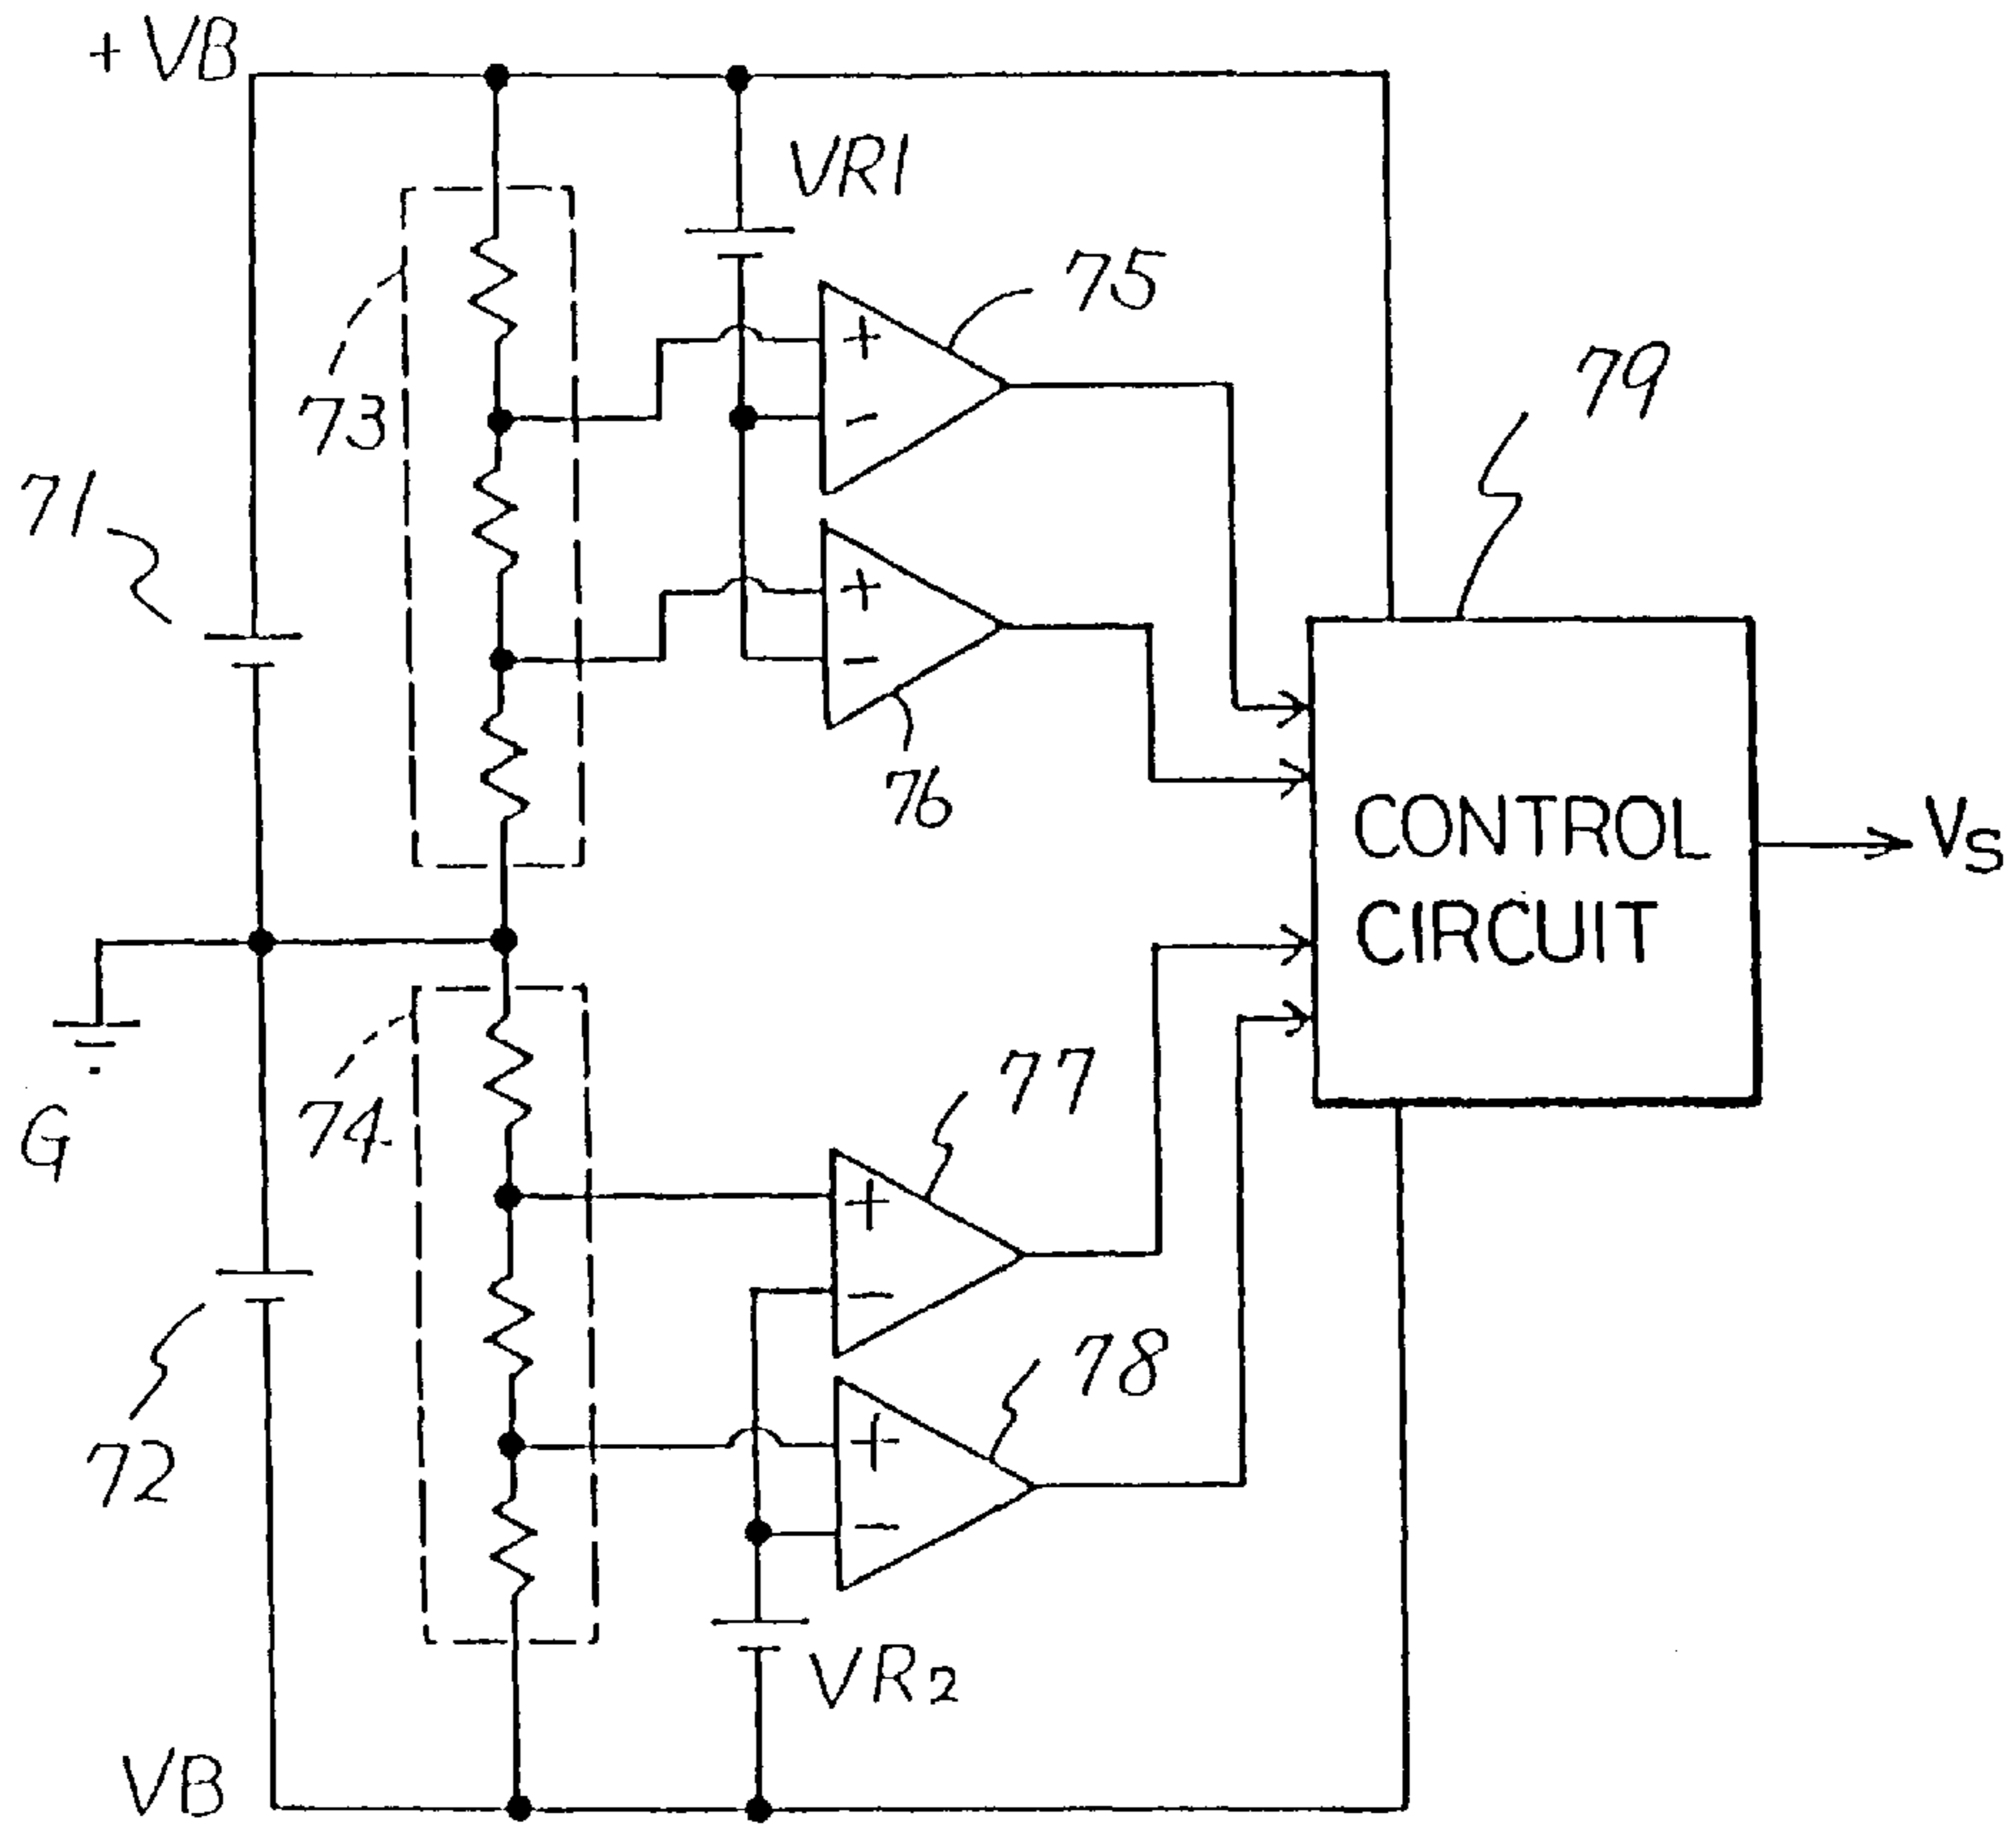 + VB
VR1
75
79
73
71
+
-
+
-
76
CONTROL
CIRCUIT
Vs
G
74
77
+
-
78
+
-
72
VR2
VB